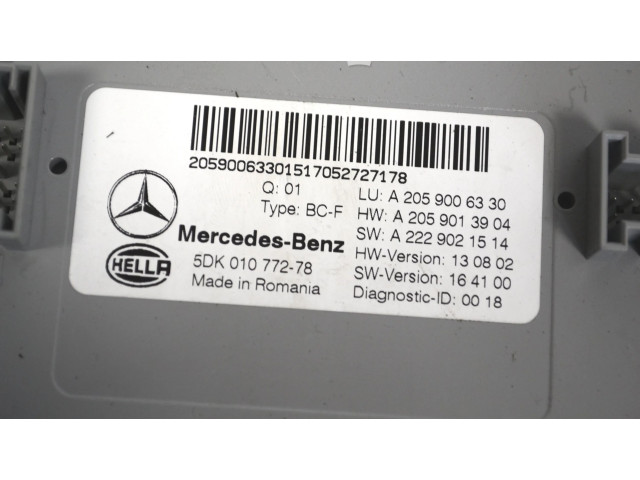 20590063301517052727178
Q: 01
Type: BC-F
Mercedes-Benz
HELLA
5DK 010 772-78
Made in Romania
LU: A 205 900 63 30
HW: A 205 901 39 04
SW: A 222 902 15 14
HW-Version: 13 08 02
SW-Version: 16 41 00
Diagnostic-ID: 00 18